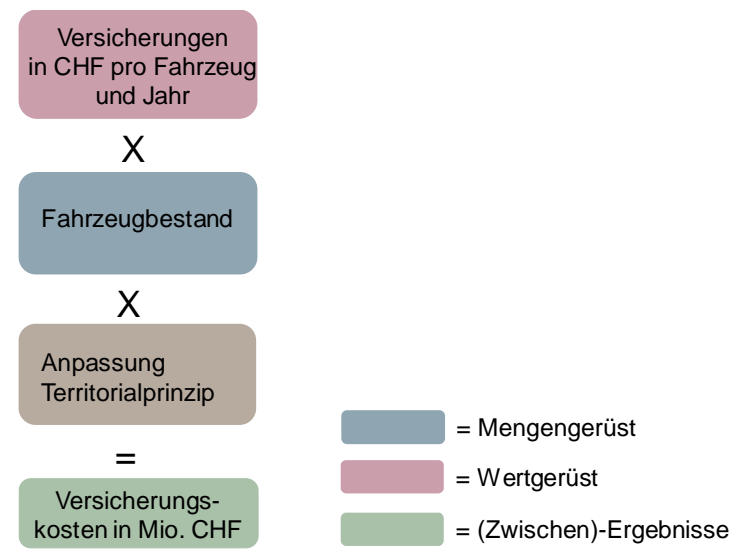 Versicherungen
in CHF pro Fahrzeug
und Jahr
X
Fahrzeugbestand
X
Anpassung
Territorialprinzip
=
Versicherungs-
kosten in Mio. CHF
= Mengengerüst
= Wertgerüst
= (Zwischen)-Ergebnisse